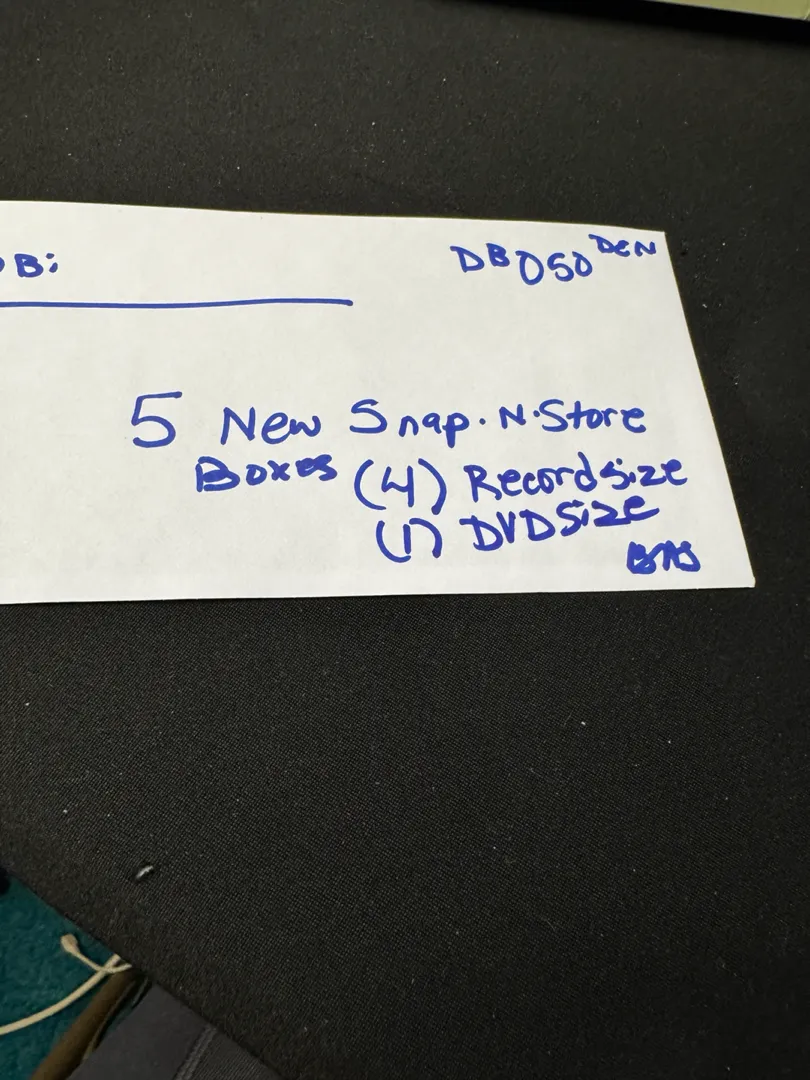 B:
DB050 DEN
5 New Snap-N-Store
Boxes (4) Record Size
(1) DVD Size